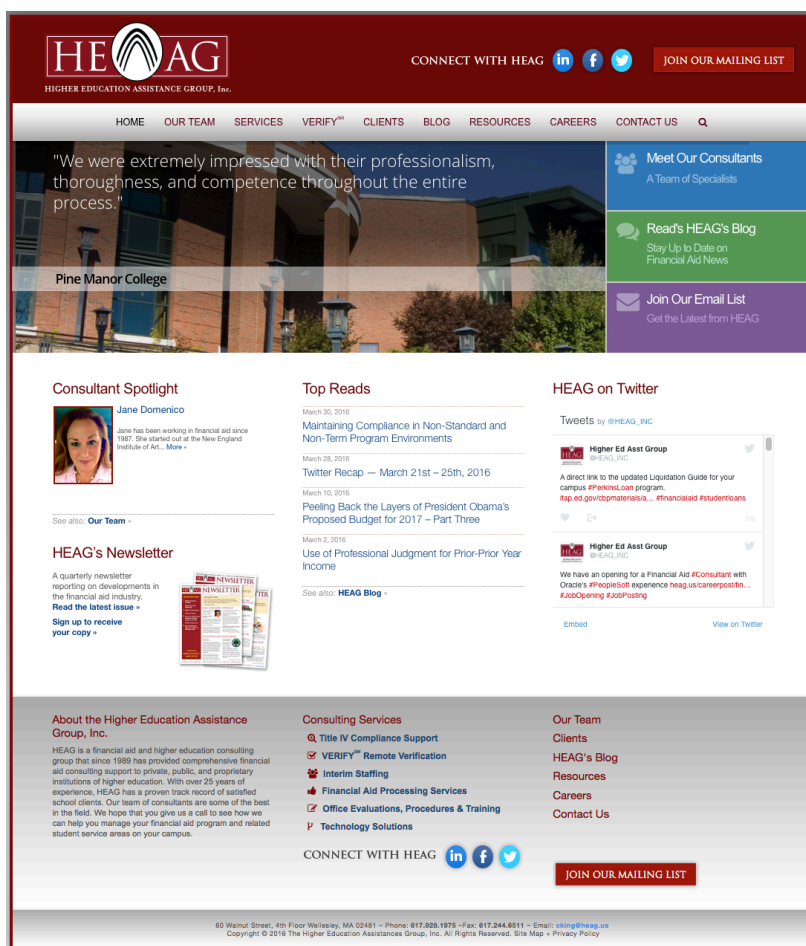 HEAG
HIGHER EDUCATION ASSISTANCE GROUP, Inc.
CONNECT WITH HEAG
JOIN OUR MAILING LIST
HOME OUR TEAM SERVICES VERIFY℠ CLIENTS BLOG RESOURCES CAREERS CONTACT US
"We were extremely impressed with their professionalism,
thoroughness, and competence throughout the entire
process."
Pine Manor College
Meet Our Consultants
A Team of Specialists
Read's HEAG's Blog
Stay Up to Date on
Financial Aid News
Join Our Email List
Get the Latest from HEAG
Consultant Spotlight
Jane Domenico
Jane has been working in financial aid since
1987. She started out at the New England
Institute of Art... More »
See also: Our Team »
HEAG's Newsletter
A quarterly newsletter
reporting on developments in
the financial aid industry.
Read the latest issue »
Sign up to receive
your copy »
NEWSLETTER
Top Reads
March 30, 2016
Maintaining Compliance in Non-Standard and
Non-Term Program Environments
March 28, 2016
Twitter Recap — March 21st – 25th, 2016
March 10, 2016
Peeling Back the Layers of President Obama's
Proposed Budget for 2017 – Part Three
March 2, 2016
Use of Professional Judgment for Prior-Prior Year
Income
See also: HEAG Blog »
HEAG on Twitter
Tweets by @HEAG_INC
Higher Ed Asst Group
@HEAG_INC
A direct link to the updated Liquidation Guide for your
campus #PerkinsLoan program.
ifap.ed.gov/cbpmaterials/a... #financialaid #studentloans
1m
Higher Ed Asst Group
@HEAG_INC
We have an opening for a Financial Aid #Consultant with
Oracle's #PeopleSoft experience heag.us/careerpost/fin...
#JobOpening #JobPosting
Embed View on Twitter
About the Higher Education Assistance
Group, Inc.
HEAG is a financial aid and higher education consulting
group that since 1989 has provided comprehensive financial
aid consulting support to private, public, and proprietary
institutions of higher education. With over 25 years of
experience, HEAG has a proven track record of satisfied
school clients. Our team of consultants are some of the best
in the field. We hope that you give us a call to see how we
can help you manage your financial aid program and related
student service areas on your campus.
Consulting Services
Title IV Compliance Support
VERIFY℠ Remote Verification
Interim Staffing
Financial Aid Processing Services
Office Evaluations, Procedures & Training
Technology Solutions
CONNECT WITH HEAG
Our Team
Clients
HEAG's Blog
Resources
Careers
Contact Us
JOIN OUR MAILING LIST
60 Walnut Street, 4th Floor Wellesley, MA 02481 ~ Phone: 617.928.1975 ~Fax: 617.244.6511 ~ Email: cking@heag.us
Copyright © 2016 The Higher Education Assistances Group, Inc. All Rights Reserved. Site Map + Privacy Policy